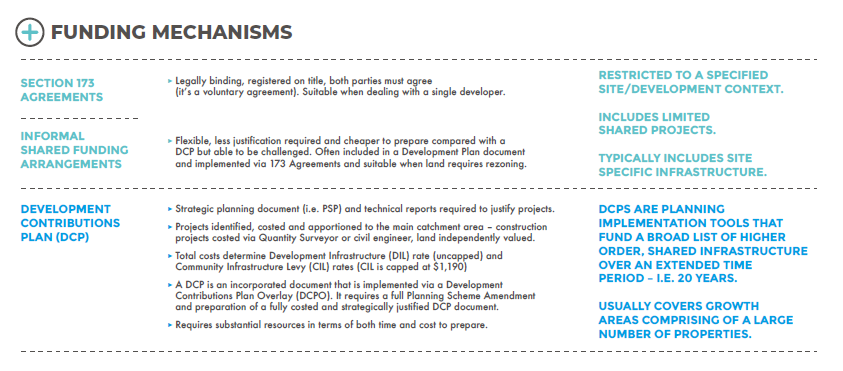 FUNDING MECHANISMS
SECTION 173
AGREEMENTS
▸ Legally binding, registered on title, both parties must agree
(it's a voluntary agreement). Suitable when dealing with a single developer.
INFORMAL
SHARED FUNDING
ARRANGEMENTS
▸ Flexible, less justification required and cheaper to prepare compared with a
DCP but able to be challenged. Often included in a Development Plan document
and implemented via 173 Agreements and suitable when land requires rezoning.
RESTRICTED TO A SPECIFIED
SITE/DEVELOPMENT CONTEXT.
INCLUDES LIMITED
SHARED PROJECTS.
TYPICALLY INCLUDES SITE
SPECIFIC INFRASTRUCTURE.
DEVELOPMENT
CONTRIBUTIONS
PLAN (DCP)
▸ Strategic planning document (i.e. PSP) and technical reports required to justify projects.
▸ Projects identified, costed and apportioned to the main catchment area – construction
projects costed via Quantity Surveyor or civil engineer, land independently valued.
▸ Total costs determine Development Infrastructure (DIL) rate (uncapped) and
Community Infrastructure Levy (CIL) rates (CIL is capped at $1,190)
▸ A DCP is an incorporated document that is implemented via a Development
Contributions Plan Overlay (DCPO). It requires a full Planning Scheme Amendment
and preparation of a fully costed and strategically justified DCP document.
▸ Requires substantial resources in terms of both time and cost to prepare.
DCPS ARE PLANNING
IMPLEMENTATION TOOLS THAT
FUND A BROAD LIST OF HIGHER
ORDER, SHARED INFRASTRUCTURE
OVER AN EXTENDED TIME
PERIOD – I.E. 20 YEARS.
USUALLY COVERS GROWTH
AREAS COMPRISING OF A LARGE
NUMBER OF PROPERTIES.